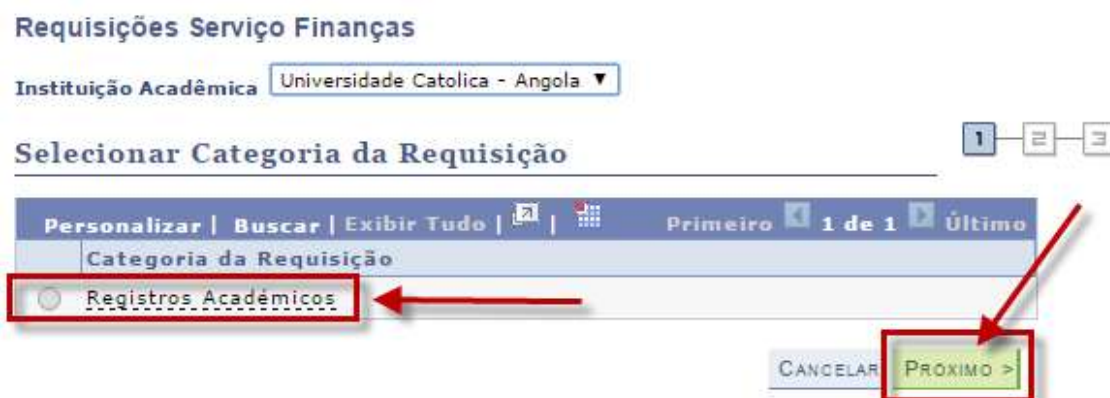 Requisições Serviço Finanças
Instituição Acadêmica Universidade Catolica - Angola ▼
Selecionar Categoria da Requisição
1 2 3
Personalizar | Buscar | Exibir Tudo | | Primeiro 1 de 1 Último
Categoria da Requisição
Registros Académicos
CANCELAR PRÓXIMO >